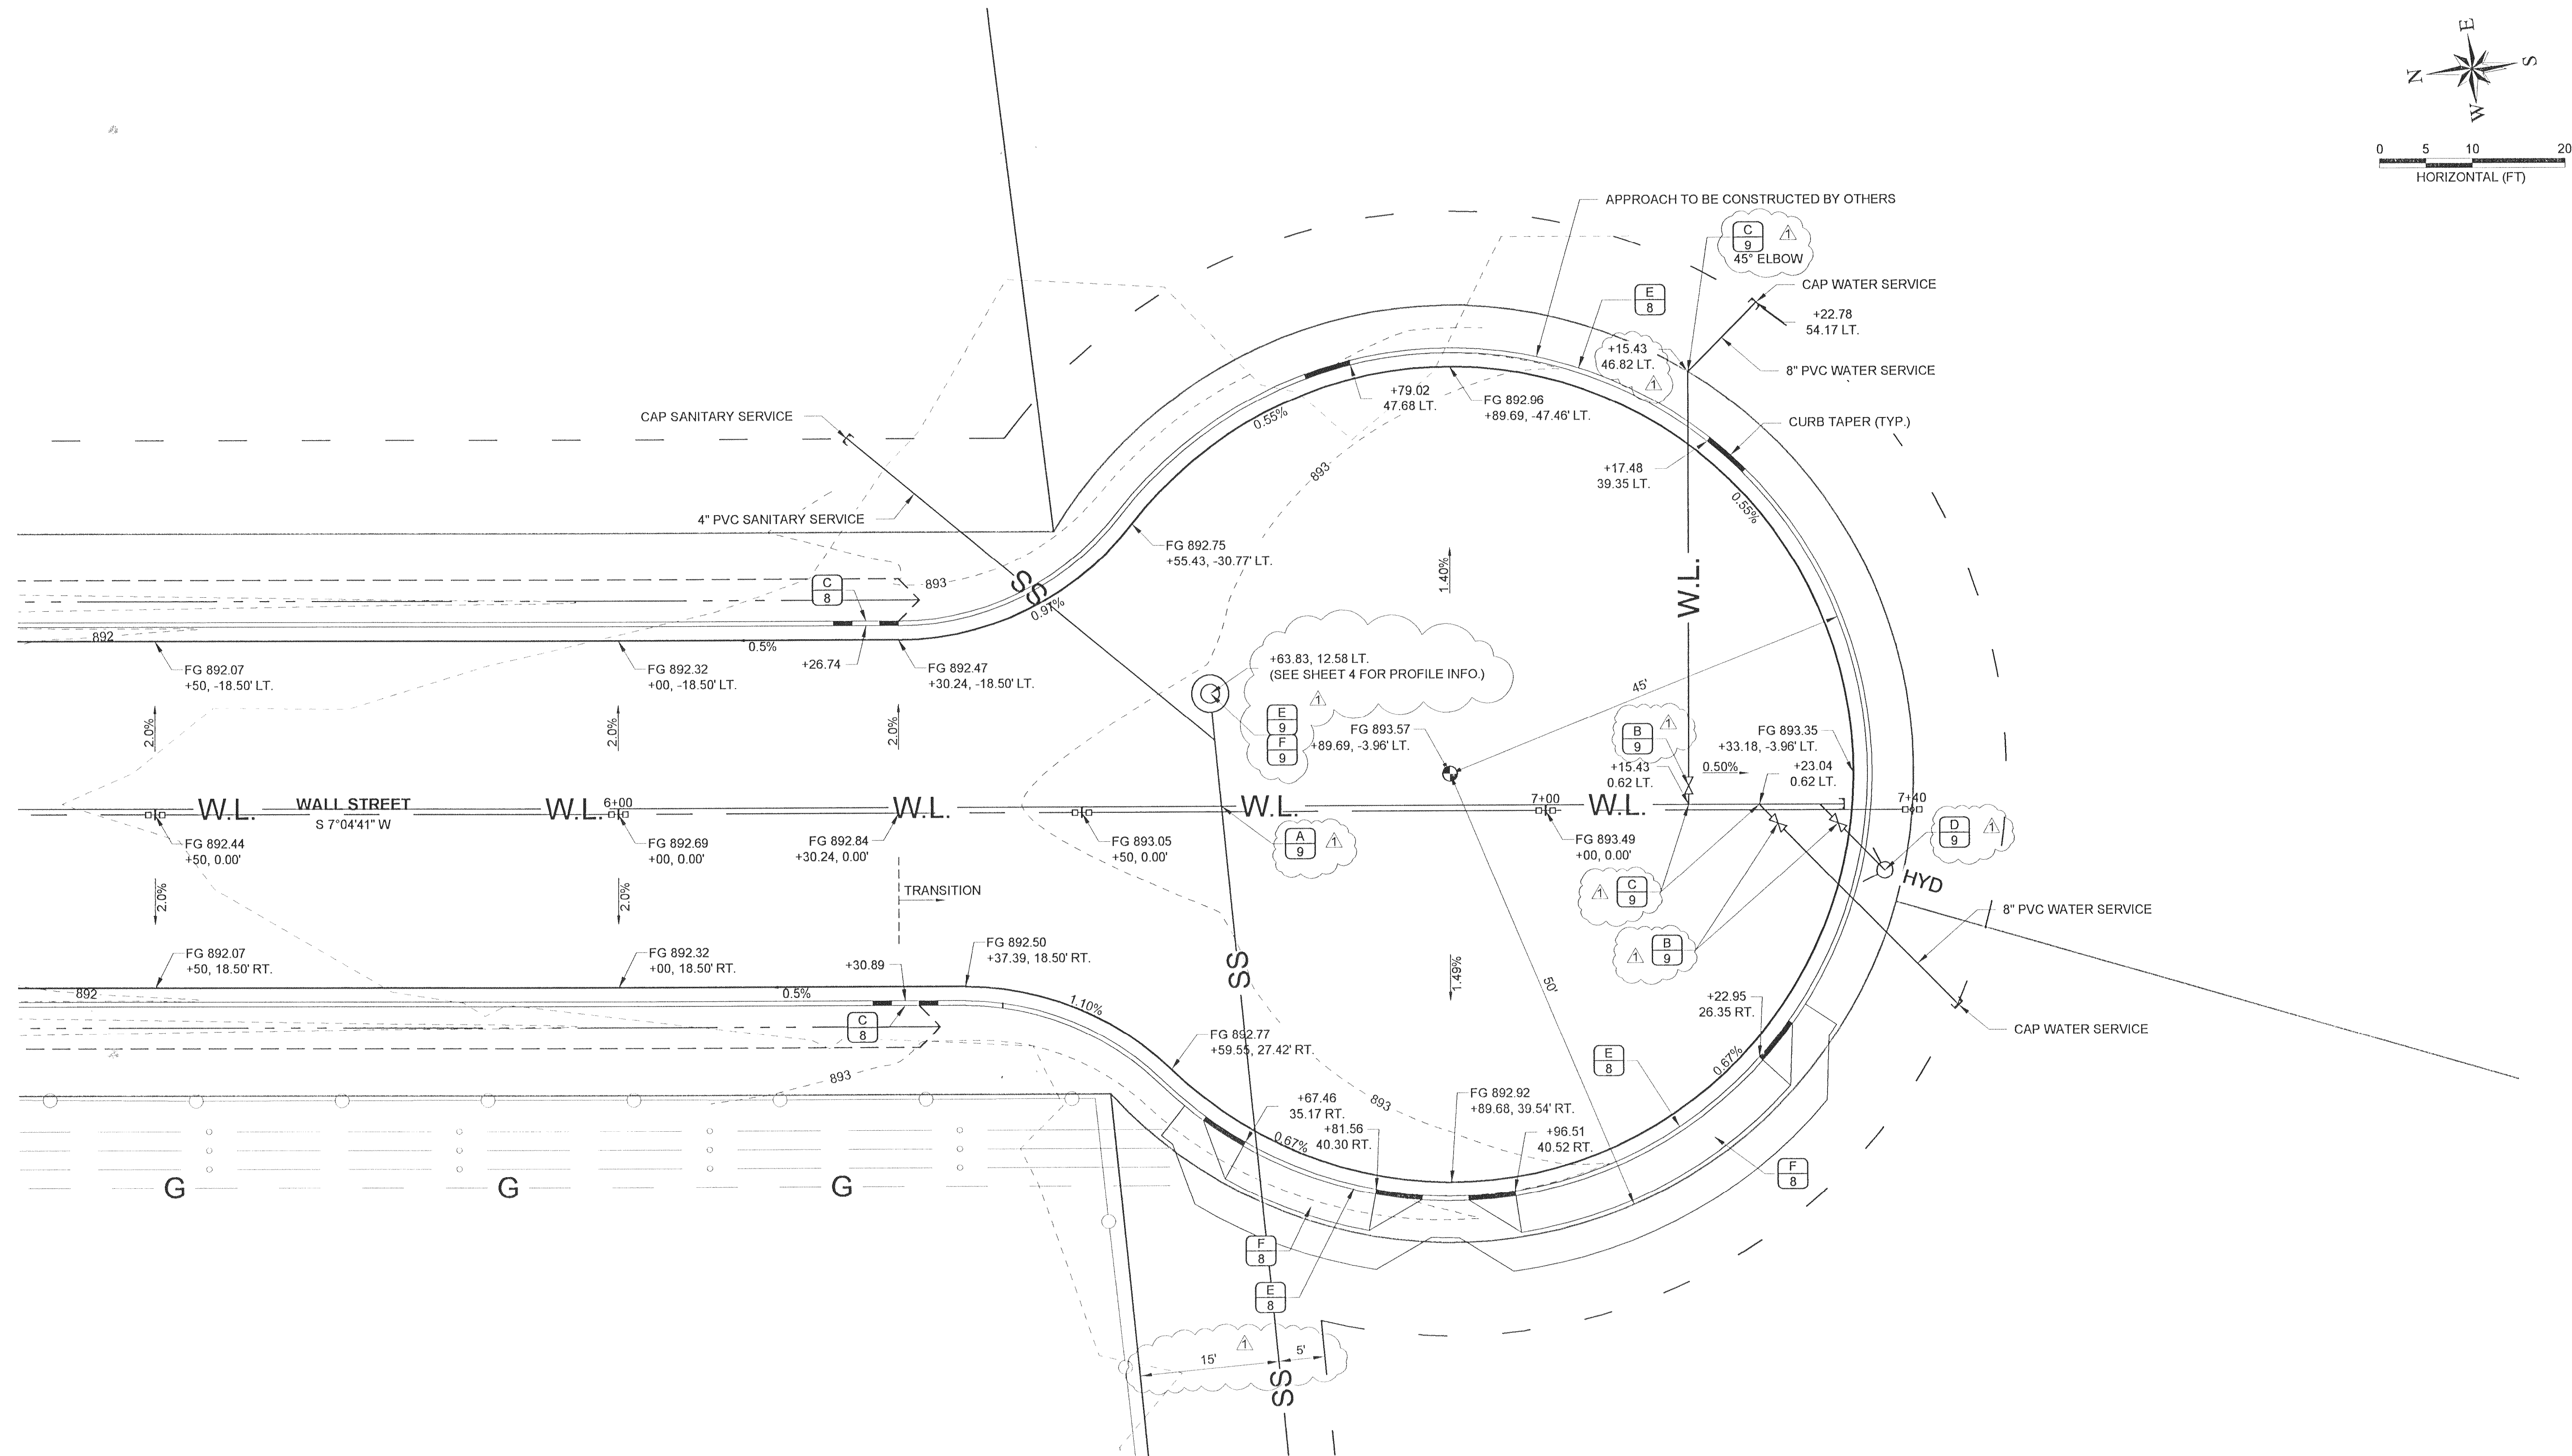 E
N
S
W
0 5 10 20
HORIZONTAL (FT)
APPROACH TO BE CONSTRUCTED BY OTHERS
C
9
1
45° ELBOW
E
8
CAP WATER SERVICE
+22.78
54.17 LT.
+15.43
46.82 LT.
1
8" PVC WATER SERVICE
+79.02
47.68 LT.
FG 892.96
+89.69, -47.46' LT.
CAP SANITARY SERVICE
0.55%
CURB TAPER (TYP.)
893
+17.48
39.35 LT.
0.55%
4" PVC SANITARY SERVICE
FG 892.75
+55.43, -30.77' LT.
C
8
893
SS
0.97%
1.40%
W.L.
892
0.5%
+26.74
FG 892.07
+50, -18.50' LT.
FG 892.32
+00, -18.50' LT.
FG 892.47
+30.24, -18.50' LT.
+63.83, 12.58 LT.
(SEE SHEET 4 FOR PROFILE INFO.)
1
E
9
F
9
45'
2.0%
2.0%
2.0%
FG 893.57
+89.69, -3.96' LT.
B
9
1
FG 893.35
+33.18, -3.96' LT.
+15.43
0.62 LT.
0.50%
+23.04
0.62 LT.
W.L.
WALL STREET
S 7°04'41" W
W.L.
6+00
W.L.
W.L.
7+00
W.L.
7+40
FG 892.44
+50, 0.00'
FG 892.69
+00, 0.00'
FG 892.84
+30.24, 0.00'
FG 893.05
+50, 0.00'
A
9
1
FG 893.49
+00, 0.00'
D
9
1
HYD
2.0%
2.0%
TRANSITION
1
C
9
8" PVC WATER SERVICE
1
B
9
FG 892.07
+50, 18.50' RT.
FG 892.32
+00, 18.50' RT.
+30.89
FG 892.50
+37.39, 18.50' RT.
SS
1.49%
50'
892
0.5%
1.10%
+22.95
26.35 RT.
CAP WATER SERVICE
C
8
FG 892.77
+59.55, 27.42' RT.
E
8
0.67%
893
+67.46
35.17 RT.
893
FG 892.92
+89.68, 39.54' RT.
+81.56
40.30 RT.
0.67%
+96.51
40.52 RT.
G
G
G
F
8
F
8
E
8
1
15'
5'
SS